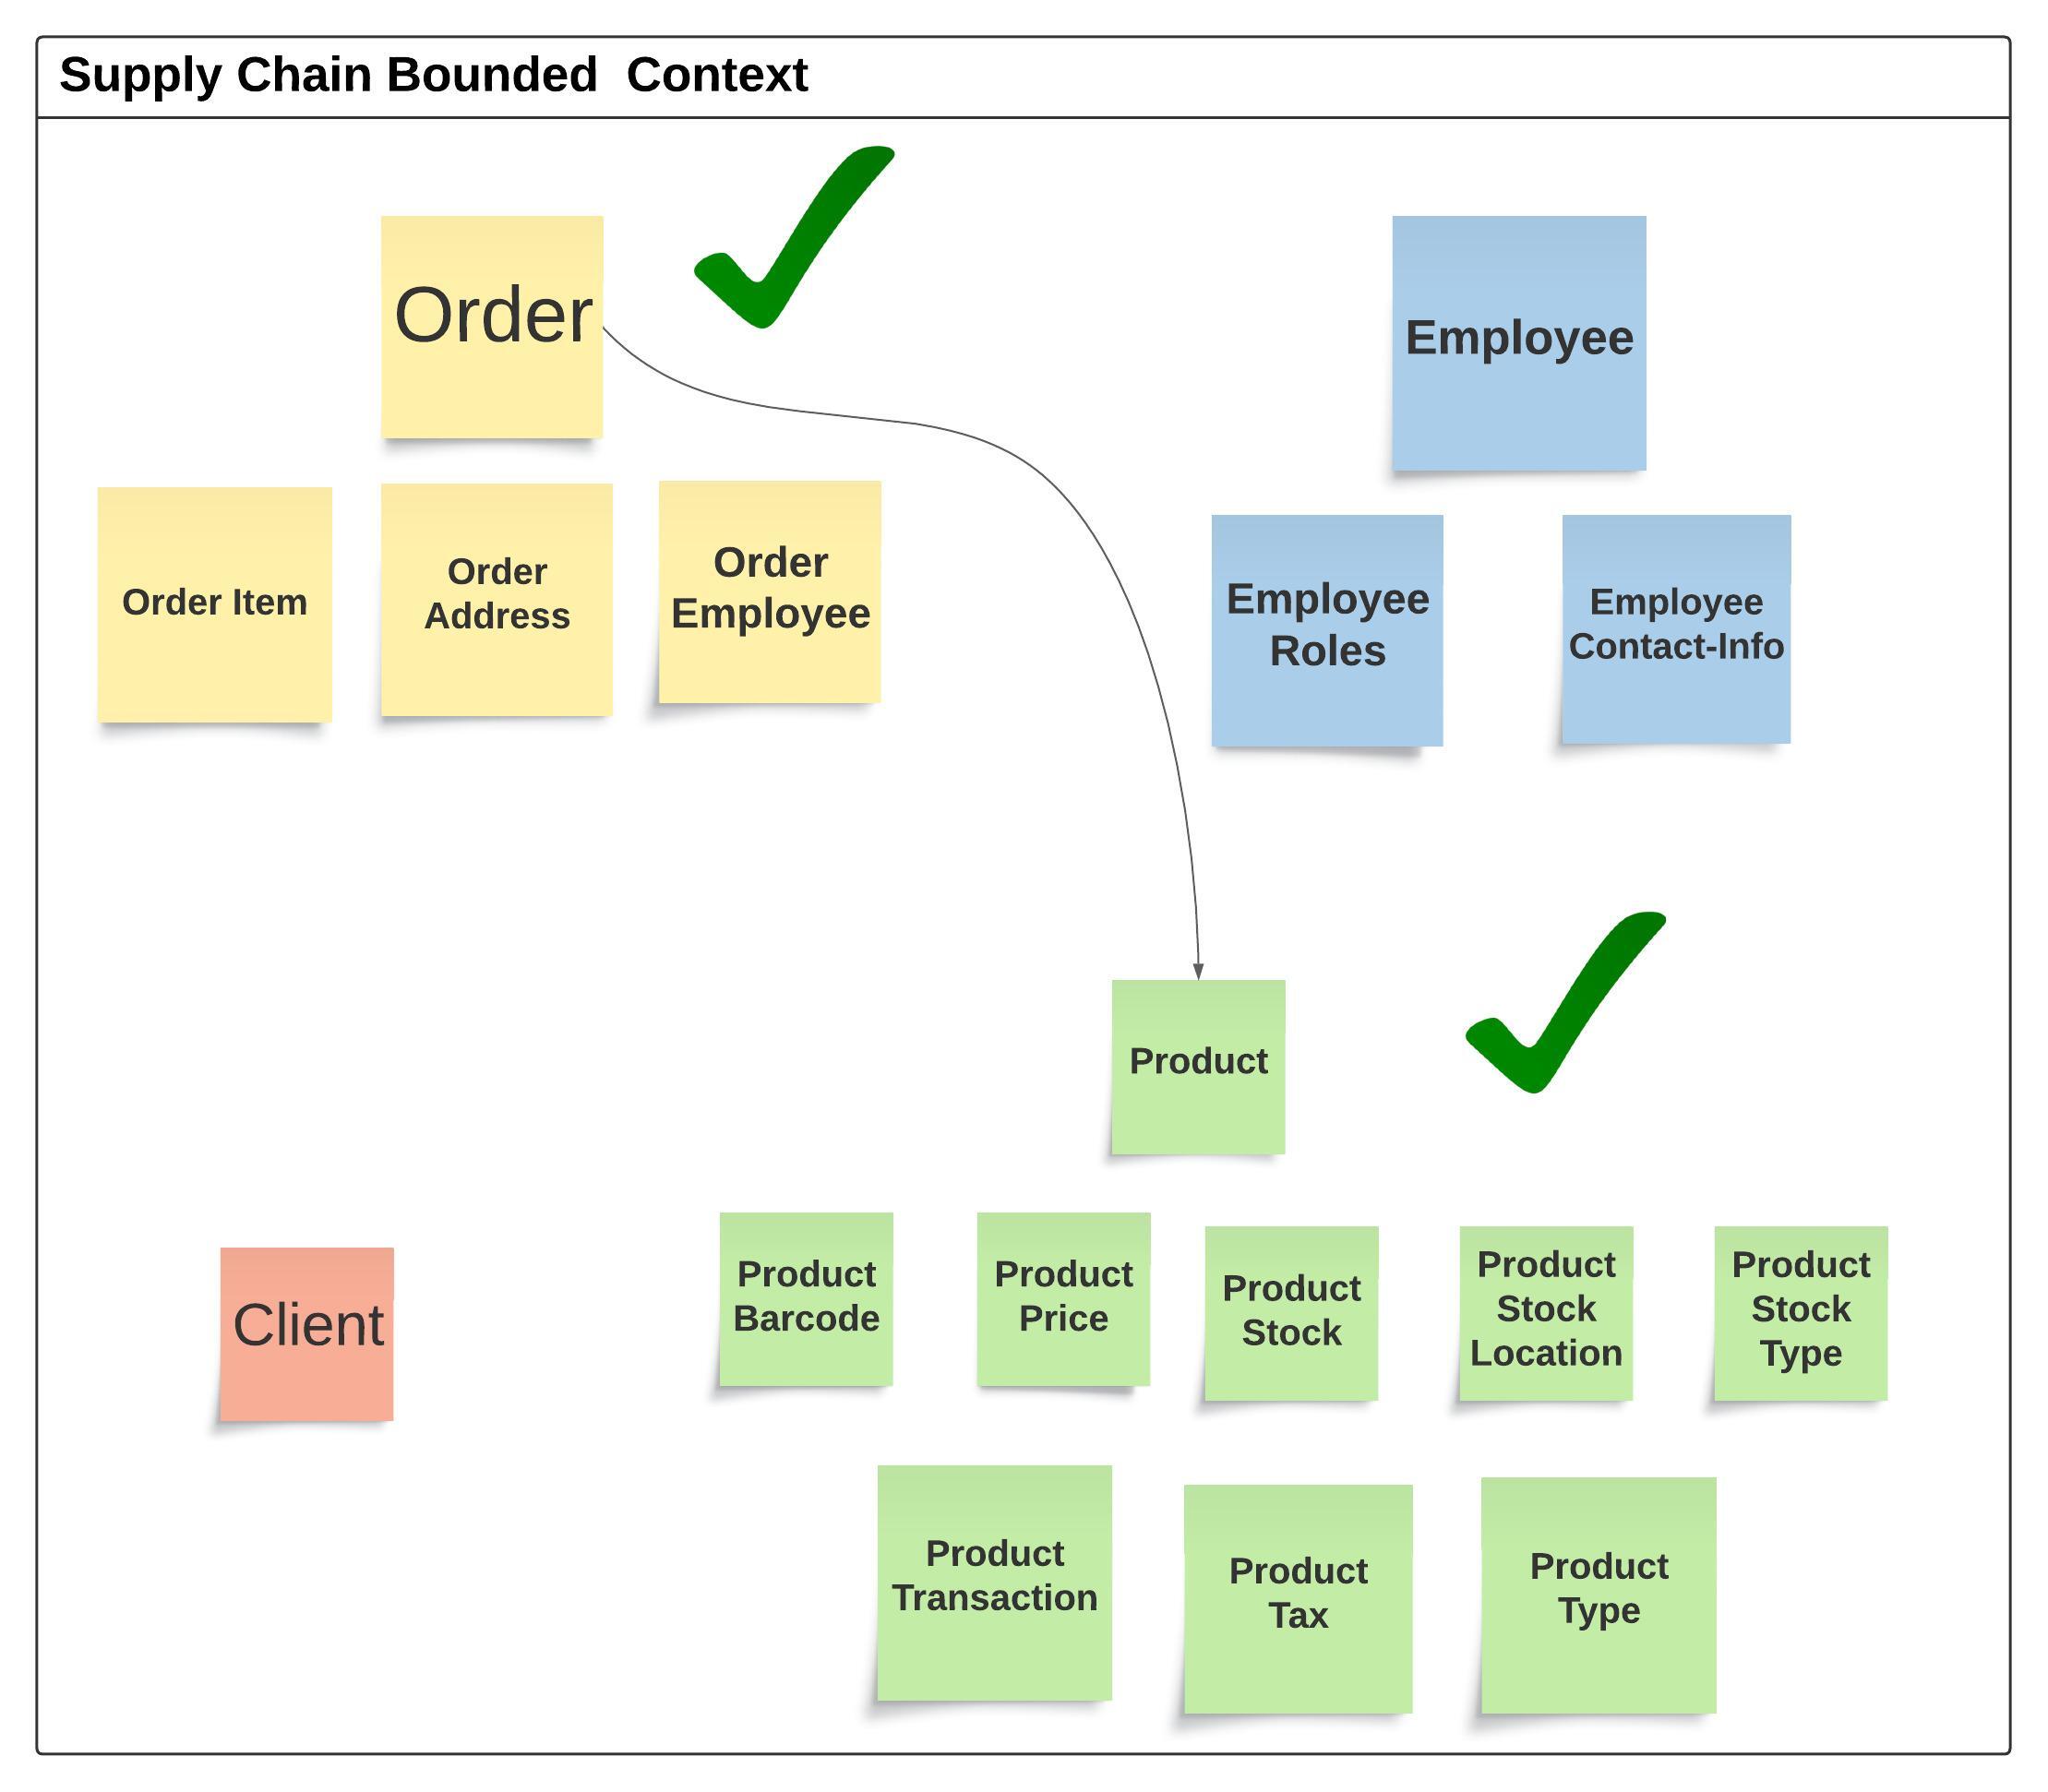 Supply Chain Bounded  Context
Order
Employee
Order Item
Order
Address
Order
Employee
Employee
Roles
Employee
Contact-Info
Product
Client
Product
Barcode
Product
Price
Product
Stock
Product
Stock
Location
Product
Stock
Type
Product
Transaction
Product
Tax
Product
Type